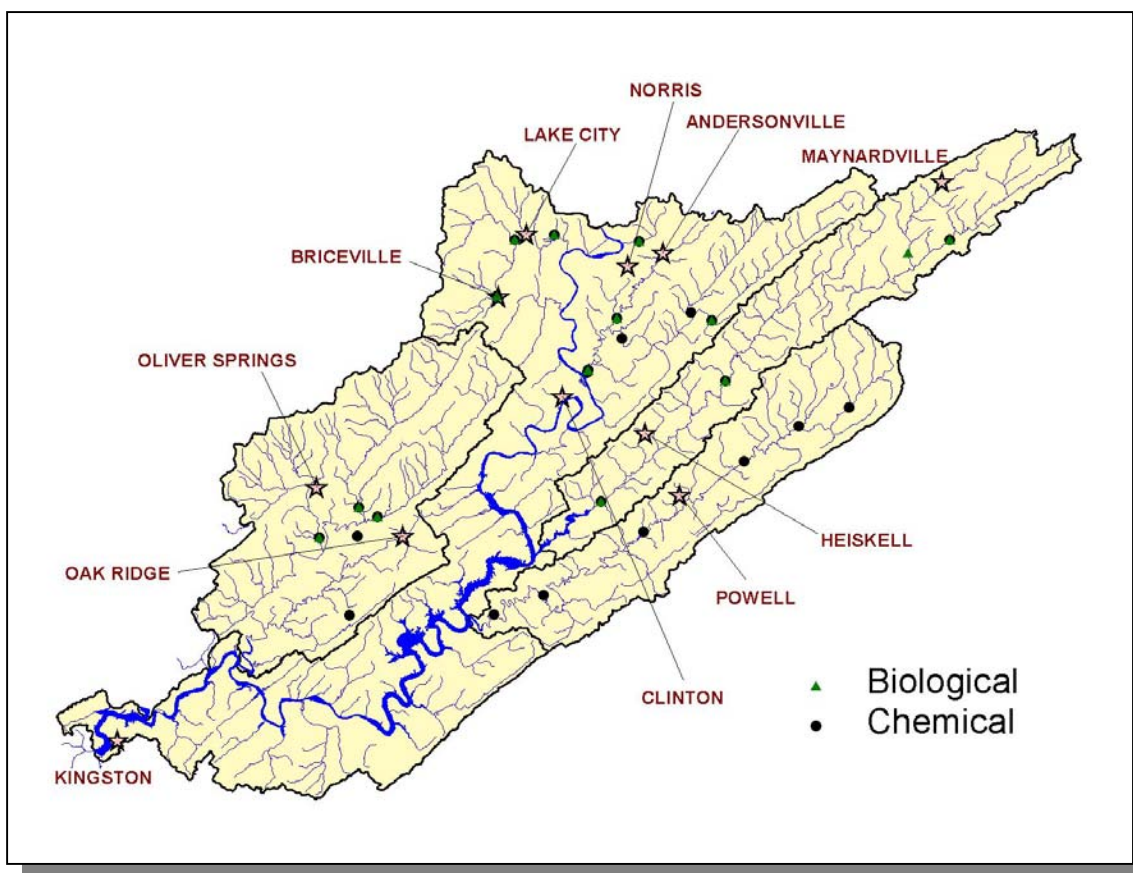 NORRIS
ANDERSONVILLE
LAKE CITY
MAYNARDVILLE
BRICEVILLE
OLIVER SPRINGS
HEISKELL
OAK RIDGE
POWELL
CLINTON
Biological
Chemical
KINGSTON